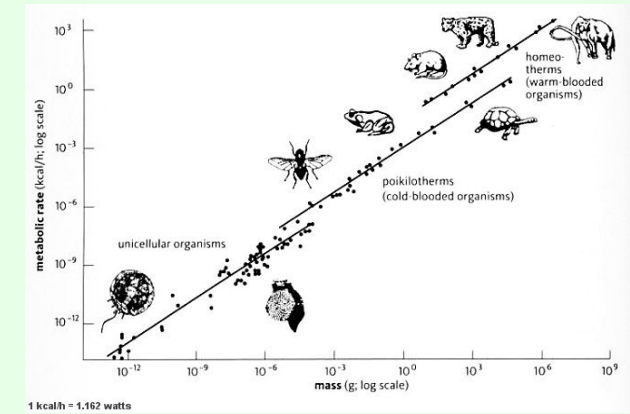 metabolic rate (kcal/h; log scale)
10³
10⁰
10⁻³
10⁻⁶
10⁻⁹
10⁻¹²
homeo-
therms
(warm-blooded
organisms)
poikilotherms
(cold-blooded organisms)
unicellular organisms
10⁻¹² 10⁻⁹ 10⁻⁶ 10⁻³ 10⁰ 10³ 10⁶ 10⁹
mass (g; log scale)
1 kcal/h = 1.162 watts